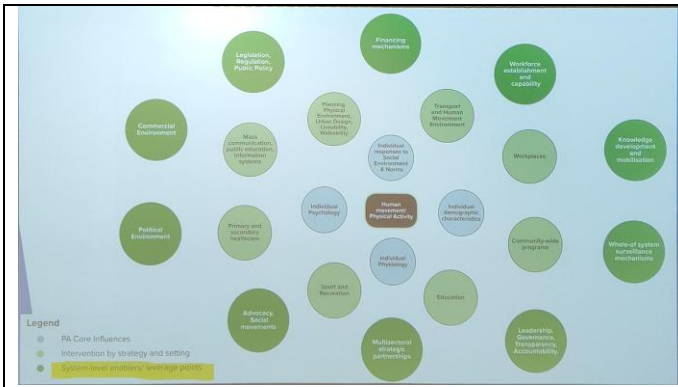 Financing
mechanisms
Legislation,
Regulation,
Public Policy
Workforce
establishment and
capability
Planning,
Physical
Environment,
Urban Design,
Liveability,
Walkability
Transport
and Human
Movement
Environment
Commercial
Environment
Mass
communication,
public education,
information
systems
Individual
responses to
Social
Environment
& Norms
Workplaces
Knowledge
development
and
mobilisation
Individual
Psychology
Human
movement/
Physical Activity
Individual
demographic
characteristics
Political
Environment
Primary and
secondary
healthcare
Community-wide
programs
Whole-of system
surveillance
mechanisms
Individual
Physiology
Sport and
Recreation
Education
Advocacy,
Social
movements
Multisectoral
strategic
partnerships
Leadership,
Governance,
Transparency,
Accountability.
Legend
PA Core Influences
Intervention by strategy and setting
System-level enablers/ leverage points